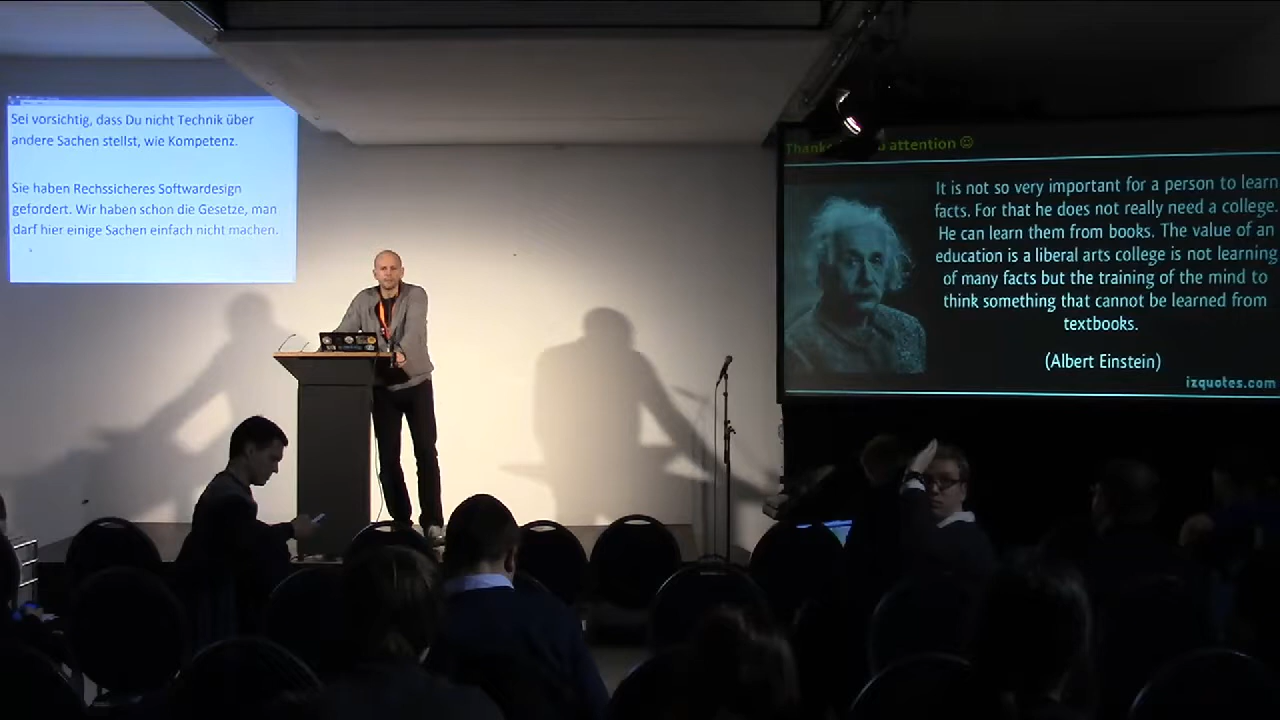 Sei vorsichtig, dass Du nicht Technik über
andere Sachen stellst, wie Kompetenz.
Sie haben Rechssicheres Softwardesign
gefordert. Wir haben schon die Gesetze, man
darf hier einige Sachen einfach nicht machen.
attention ☺
It is not so very important for a person to learn
facts. For that he does not really need a college.
He can learn them from books. The value of an
education is a liberal arts college is not learning
of many facts but the training of the mind to
think something that cannot be learned from
textbooks.
(Albert Einstein)
izquotes.com